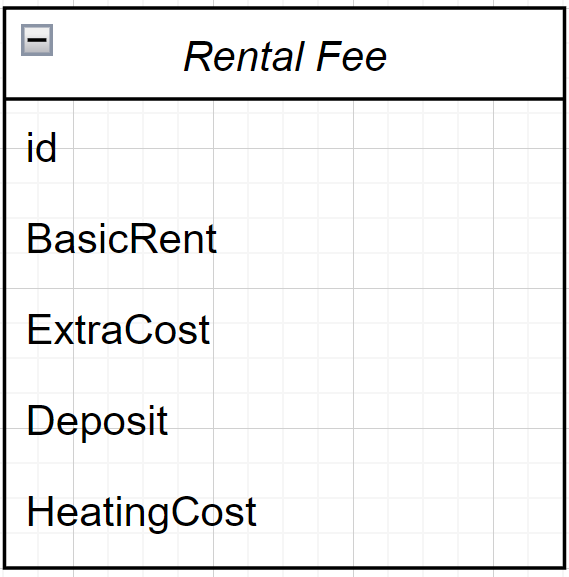 Rental Fee
id
BasicRent
ExtraCost
Deposit
HeatingCost